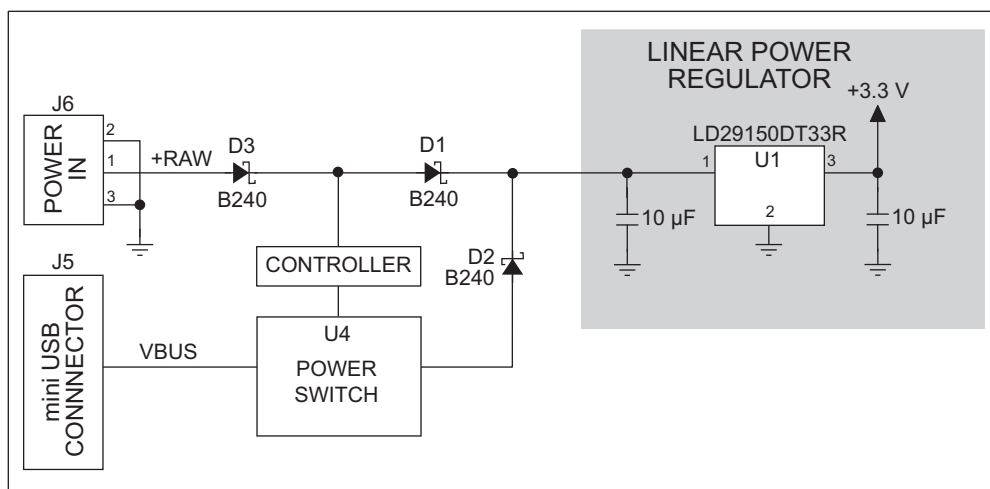 LINEAR POWER
REGULATOR
+3.3 V
LD29150DT33R
U1
1
3
2
10 µF
10 µF
J6
POWER
IN
2
1
3
+RAW
D3
B240
D1
B240
D2
B240
CONTROLLER
U4
POWER
SWITCH
VBUS
J5
mini USB
CONNNECTOR